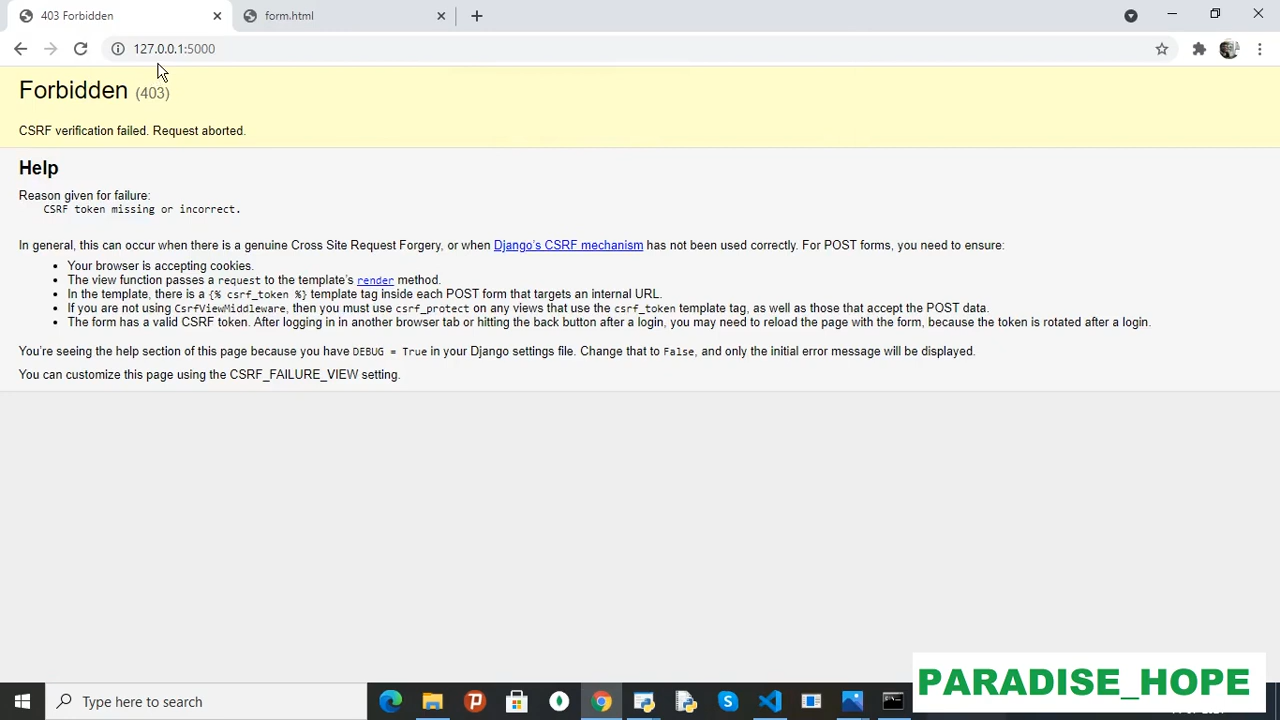 403 Forbidden
form.html
127.0.0.1:5000
Forbidden (403)
CSRF verification failed. Request aborted.
Help
Reason given for failure:
CSRF token missing or incorrect.
In general, this can occur when there is a genuine Cross Site Request Forgery, or when Django's CSRF mechanism has not been used correctly. For POST forms, you need to ensure:
• Your browser is accepting cookies.
• The view function passes a request to the template's render method.
• In the template, there is a {% csrf_token %} template tag inside each POST form that targets an internal URL.
• If you are not using CsrfViewMiddleware, then you must use csrf_protect on any views that use the csrf_token template tag, as well as those that accept the POST data.
• The form has a valid CSRF token. After logging in in another browser tab or hitting the back button after a login, you may need to reload the page with the form, because the token is rotated after a login.
You're seeing the help section of this page because you have DEBUG = True in your Django settings file. Change that to False, and only the initial error message will be displayed.
You can customize this page using the CSRF_FAILURE_VIEW setting.
Type here to search
PARADISE_HOPE